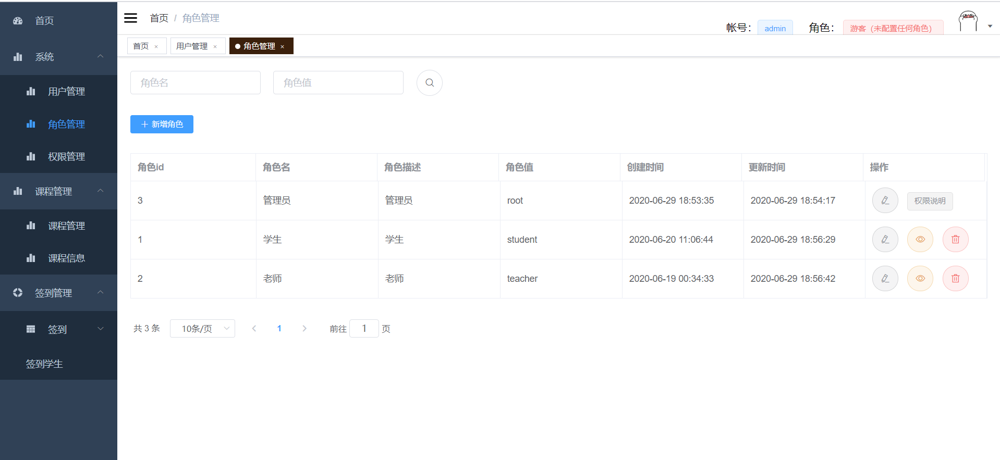 首页
系统
用户管理
角色管理
权限管理
课程管理
课程管理
课程信息
签到管理
签到
签到学生
首页 / 角色管理
帐号： admin 角色： 游客（未配置任何角色）
首页 × 用户管理 × 角色管理 ×
角色名 角色值
+ 新增角色
角色id 角色名 角色描述 角色值 创建时间 更新时间 操作
3 管理员 管理员 root 2020-06-29 18:53:35 2020-06-29 18:54:17 权限说明
1 学生 学生 student 2020-06-20 11:06:44 2020-06-29 18:56:29
2 老师 老师 teacher 2020-06-19 00:34:33 2020-06-29 18:56:42
共 3 条 10条/页 1 前往 1 页